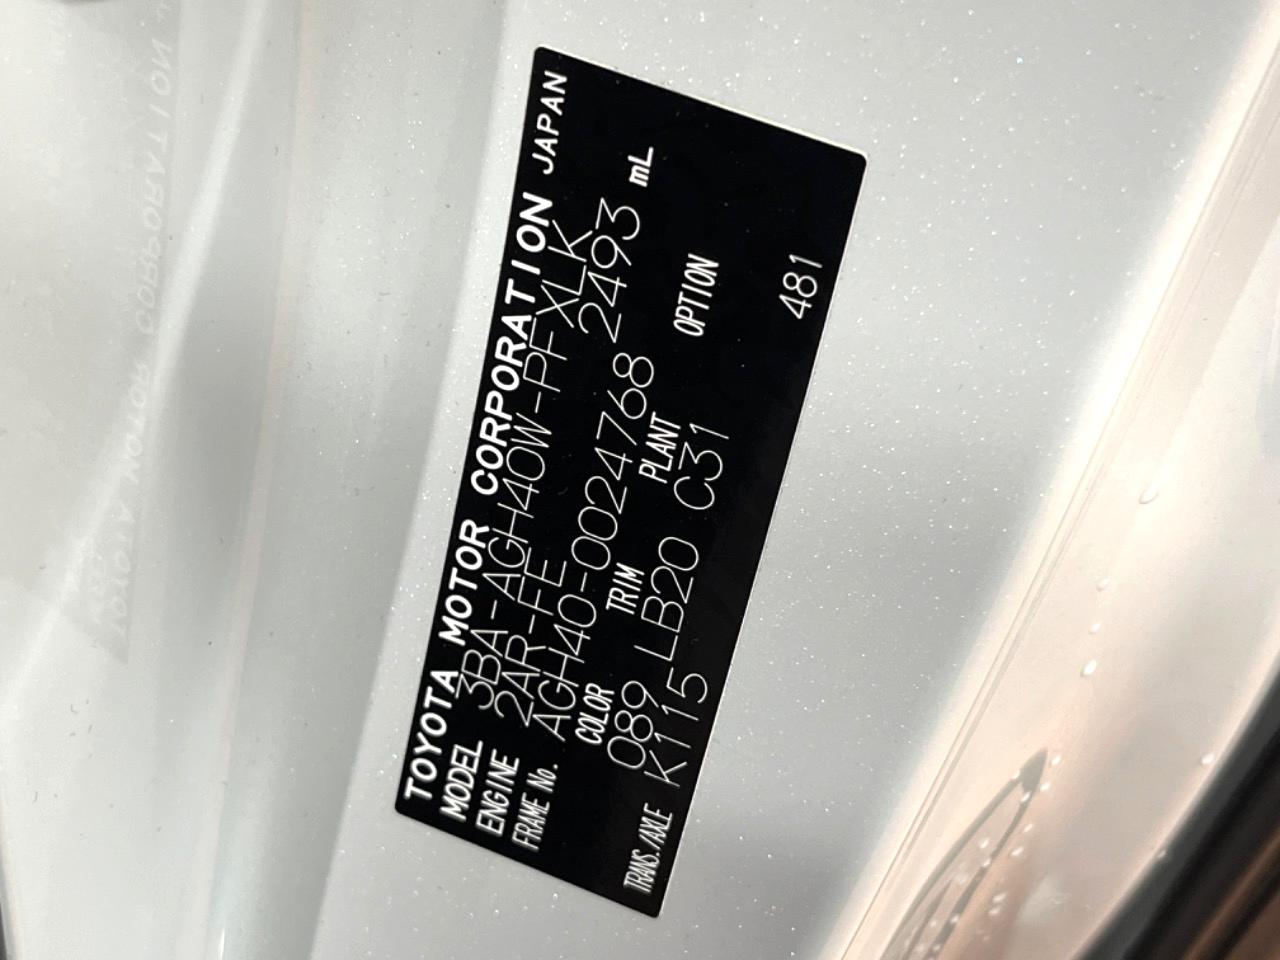 TOYOTA MOTOR CORPORATION JAPAN
MODEL 3BA-AGH40W-PFXLK
ENGINE 2AR-FE 2493 mL
FRAME No. AGH40-0024768
COLOR TRIM PLANT OPTION
089 LB20 C31
TRANS./AXLE K115
481